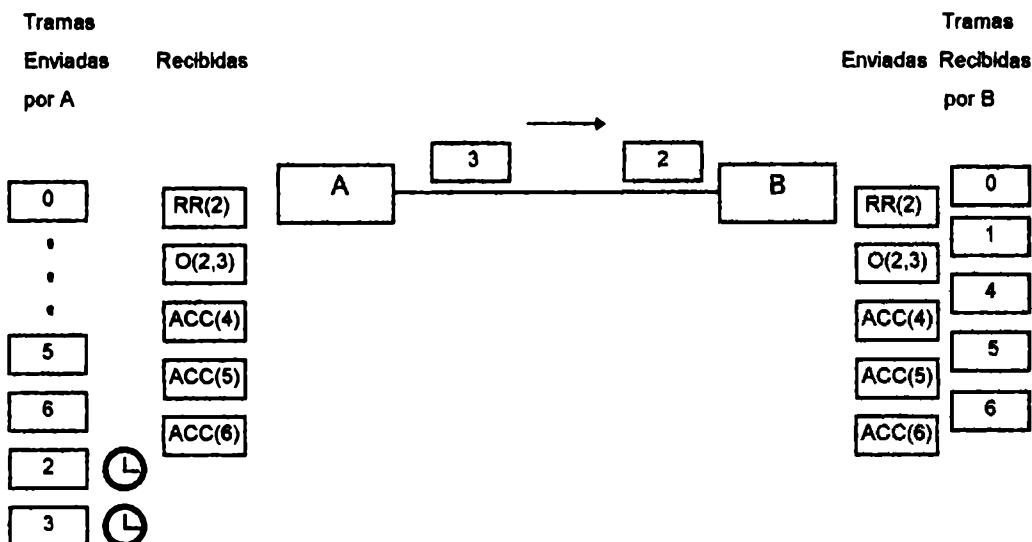 Tramas
Enviadas
por A
Recibidas
Enviadas
Tramas
Recibidas
por B
3
2
A
B
0
5
6
2
3
RR(2)
O(2,3)
ACC(4)
ACC(5)
ACC(6)
RR(2)
O(2,3)
ACC(4)
ACC(5)
ACC(6)
0
1
4
5
6